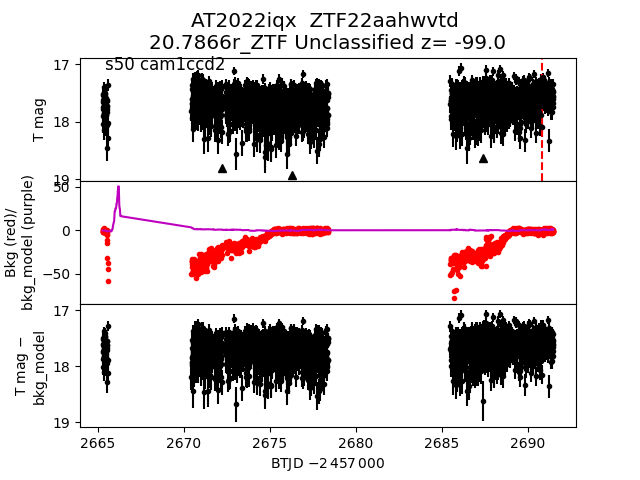 AT2022iqx  ZTF22aahwvtd
20.7866r_ZTF Unclassified z= -99.0
s50 cam1ccd2
T mag
17
18
19
Bkg (red)/
bkg_model (purple)
50
0
−50
T mag −
bkg_model
17
18
19
2665
2670
2675
2680
2685
2690
BTJD −2 457 000